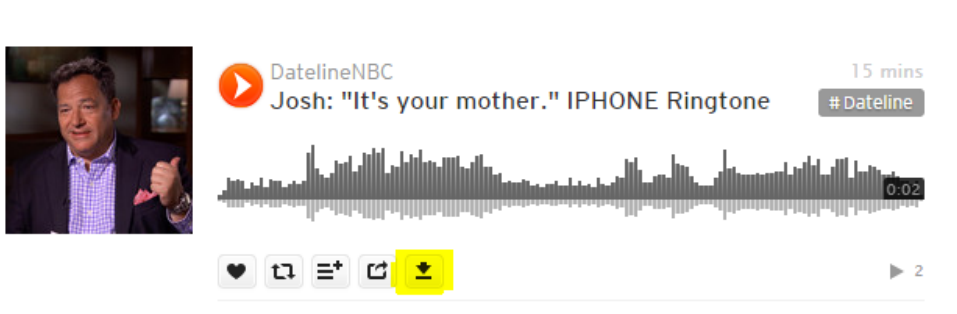 DatelineNBC
15 mins
Josh: "It's your mother." IPHONE Ringtone
# Dateline
0:02
2